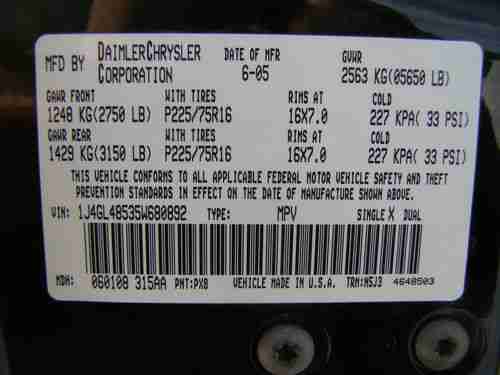 MFD BY DAIMLERCHRYSLER CORPORATION DATE OF MFR 6-05 GVWR 2563 KG(05650 LB)
GAWR FRONT WITH TIRES RIMS AT COLD
1248 KG(2750 LB) P225/75R16 16X7.0 227 KPA( 33 PSI)
GAWR REAR WITH TIRES RIMS AT COLD
1429 KG(3150 LB) P225/75R16 16X7.0 227 KPA( 33 PSI)
THIS VEHICLE CONFORMS TO ALL APPLICABLE FEDERAL MOTOR VEHICLE SAFETY AND THEFT
PREVENTION STANDARDS IN EFFECT ON THE DATE OF MANUFACTURE SHOWN ABOVE.
VIN: 1J4GL48535W680892 TYPE: MPV SINGLE X DUAL
MDH: 060108 315AA PNT:PX8 VEHICLE MADE IN U.S.A. TRM:N5J3 4648503